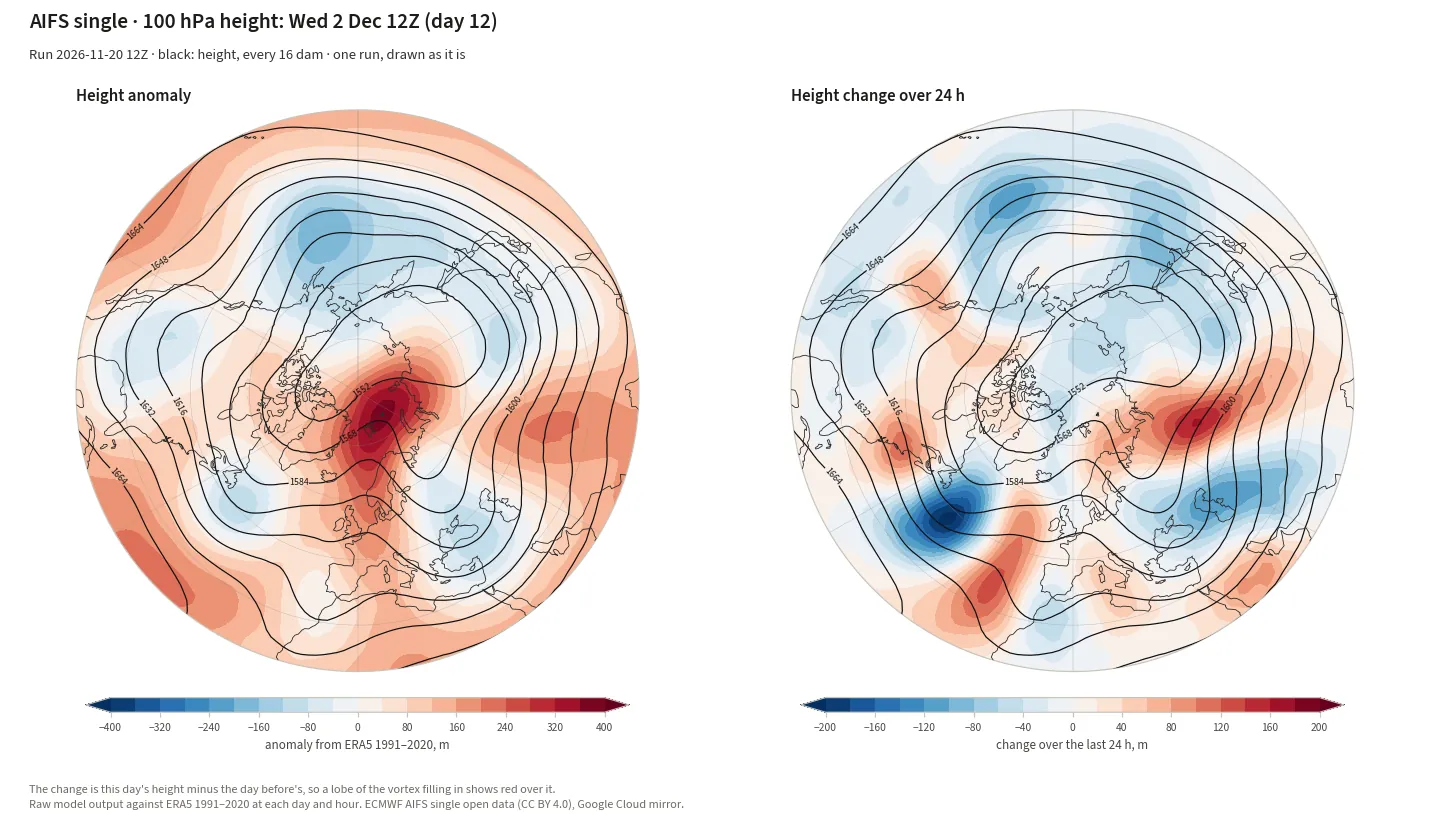 AIFS single · 100 hPa height: Wed 2 Dec 12Z (day 12)
Run 2026-11-20 12Z · black: height, every 16 dam · one run, drawn as it is
Height anomaly
Height change over 24 h
1664
1648
1632
1616
1664
1552
1568
1584
1600
1664
1648
1632
1616
1664
1552
1568
1584
1600
−400 −320 −240 −160 −80 0 80 160 240 320 400
anomaly from ERA5 1991–2020, m
−200 −160 −120 −80 −40 0 40 80 120 160 200
change over the last 24 h, m
The change is this day's height minus the day before's, so a lobe of the vortex filling in shows red over it.
Raw model output against ERA5 1991–2020 at each day and hour. ECMWF AIFS single open data (CC BY 4.0), Google Cloud mirror.